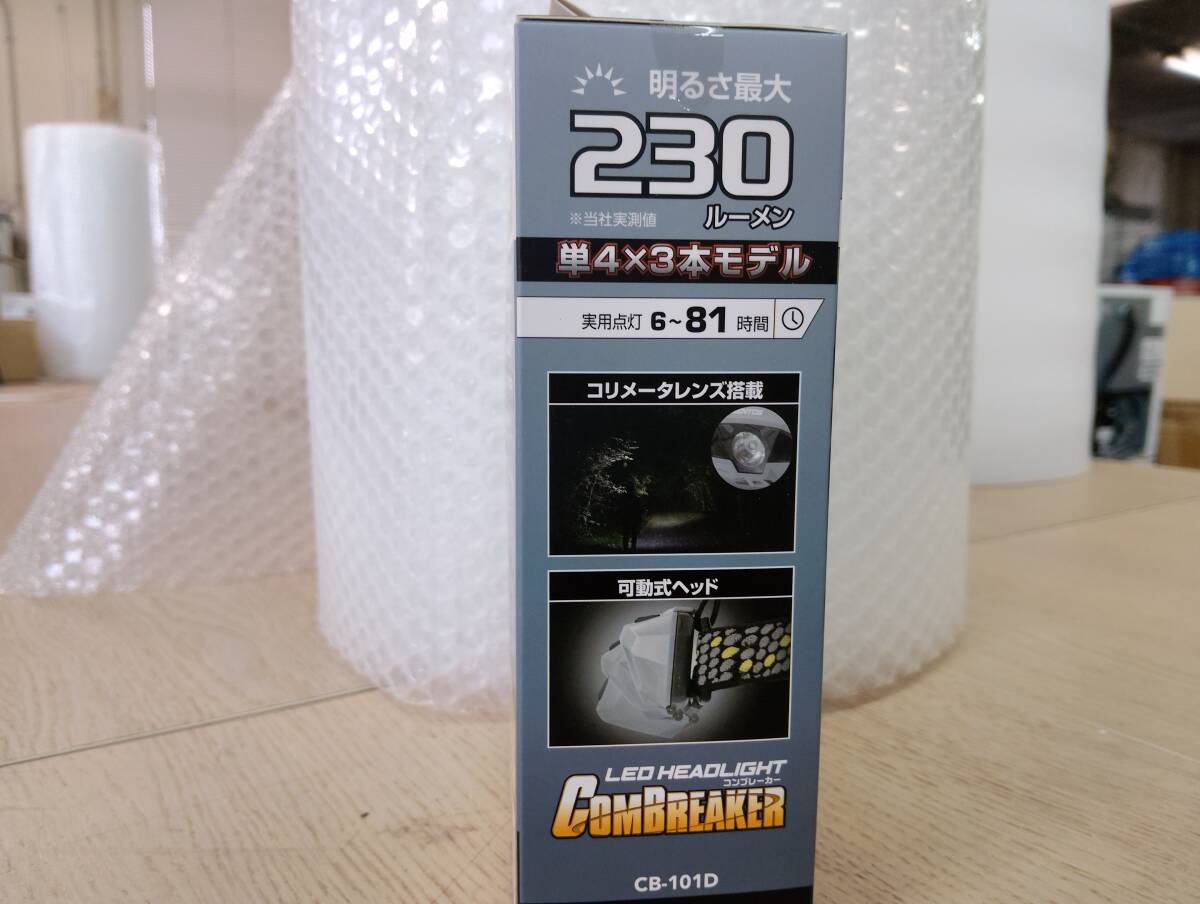 明るさ最大
230
※当社実測値 ルーメン
単4×3本モデル
実用点灯 6~81 時間
コリメータレンズ搭載
可動式ヘッド
LED HEADLIGHT
コンブレーカー
COMBREAKER
CB-101D